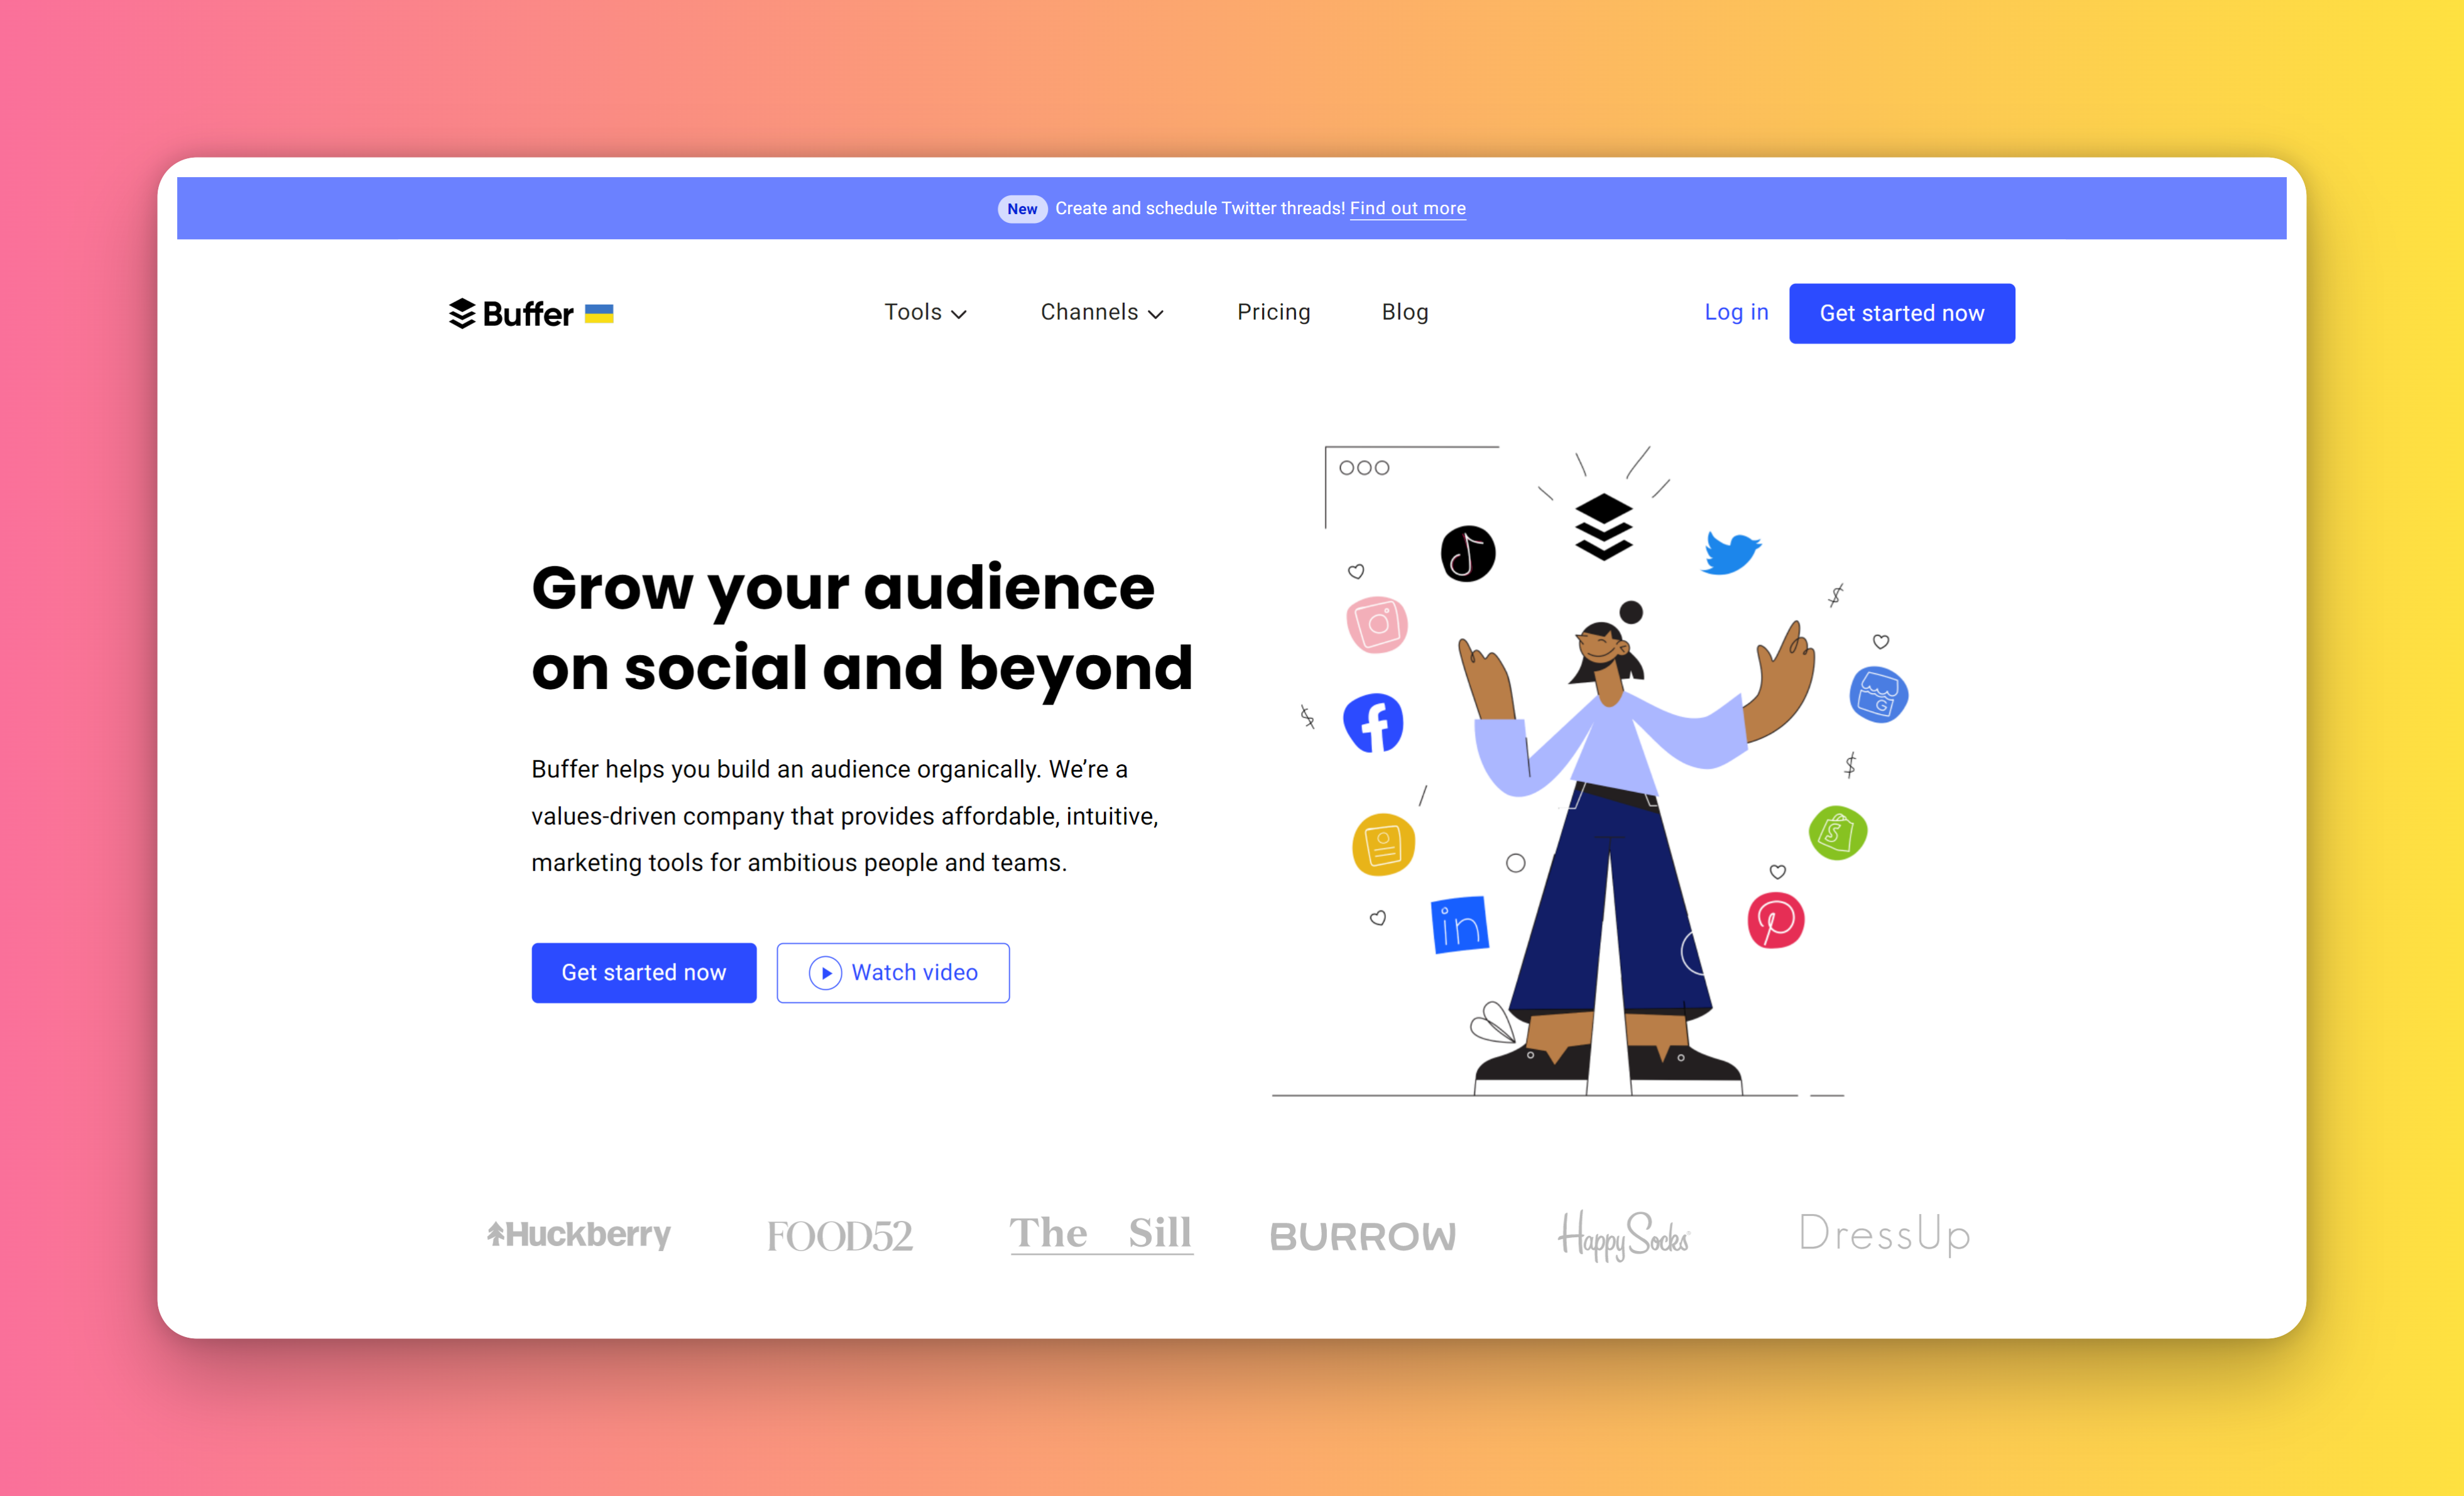 New Create and schedule Twitter threads! Find out more
Buffer
Tools
Channels
Pricing
Blog
Log in
Get started now
Grow your audience
on social and beyond
Buffer helps you build an audience organically. We’re a
values-driven company that provides affordable, intuitive,
marketing tools for ambitious people and teams.
Get started now
Watch video
in
G
S
$
$
$
Huckberry
FOOD52
The Sill
BURROW
HappySocks
DressUp